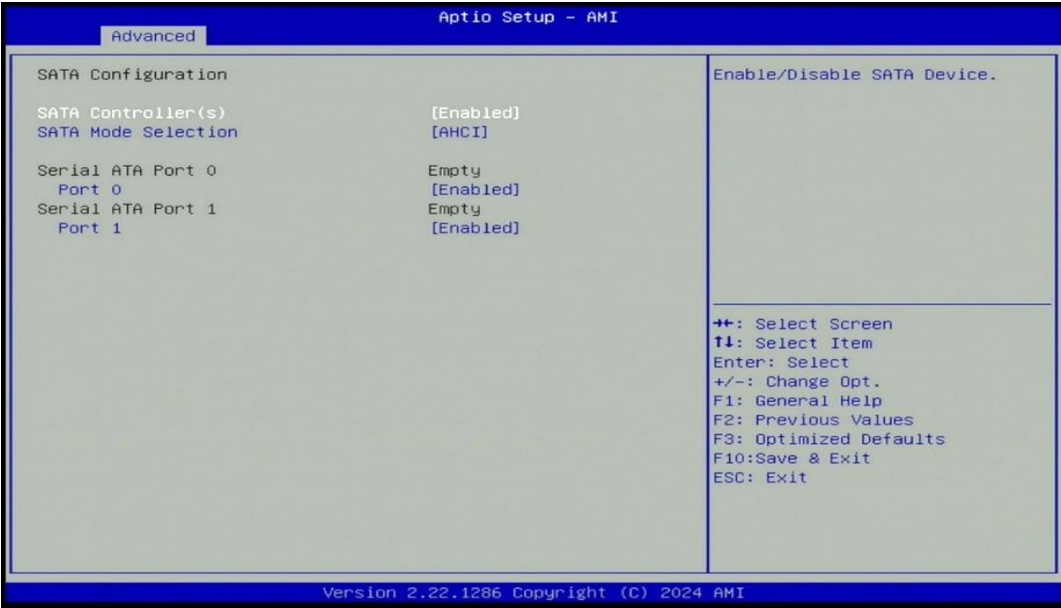 Aptio Setup – AMI
Advanced
SATA Configuration
SATA Controller(s) [Enabled]
SATA Mode Selection [AHCI]
Serial ATA Port 0 Empty
Port 0 [Enabled]
Serial ATA Port 1 Empty
Port 1 [Enabled]
Enable/Disable SATA Device.
→←: Select Screen
↑↓: Select Item
Enter: Select
+/-: Change Opt.
F1: General Help
F2: Previous Values
F3: Optimized Defaults
F10:Save & Exit
ESC: Exit
Version 2.22.1286 Copyright (C) 2024 AMI